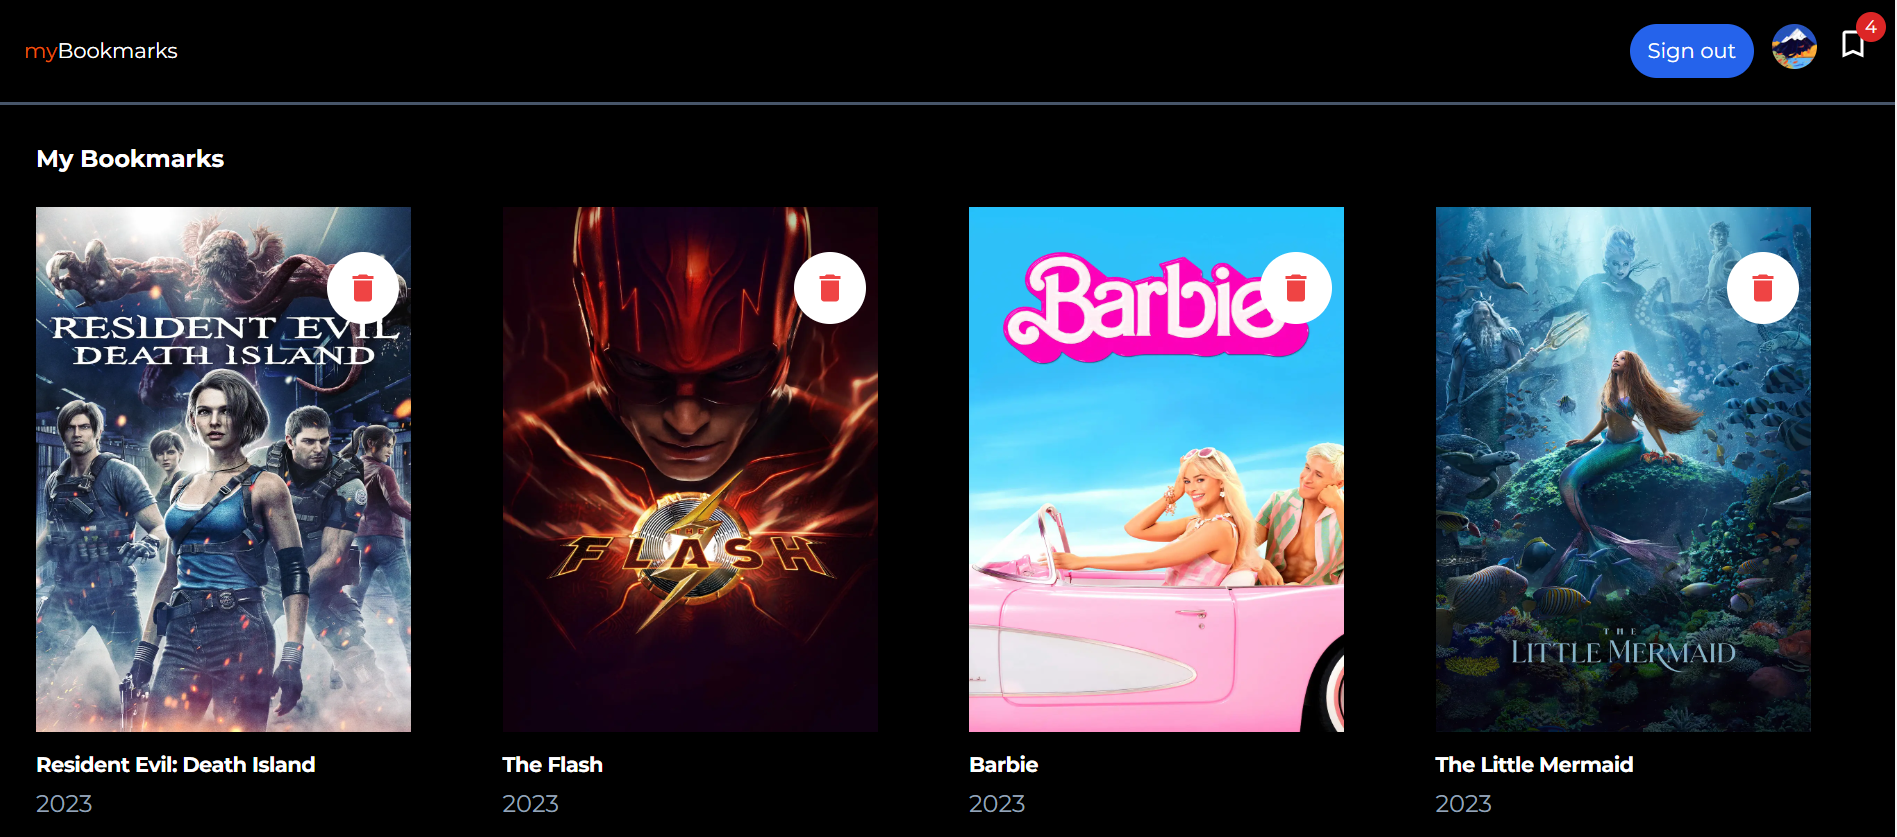 myBookmarks
Sign out
4
My Bookmarks
RESIDENT EVIL
DEATH ISLAND
THE
FLASH
Barbie
THE
LITTLE MERMAID
Resident Evil: Death Island
2023
The Flash
2023
Barbie
2023
The Little Mermaid
2023